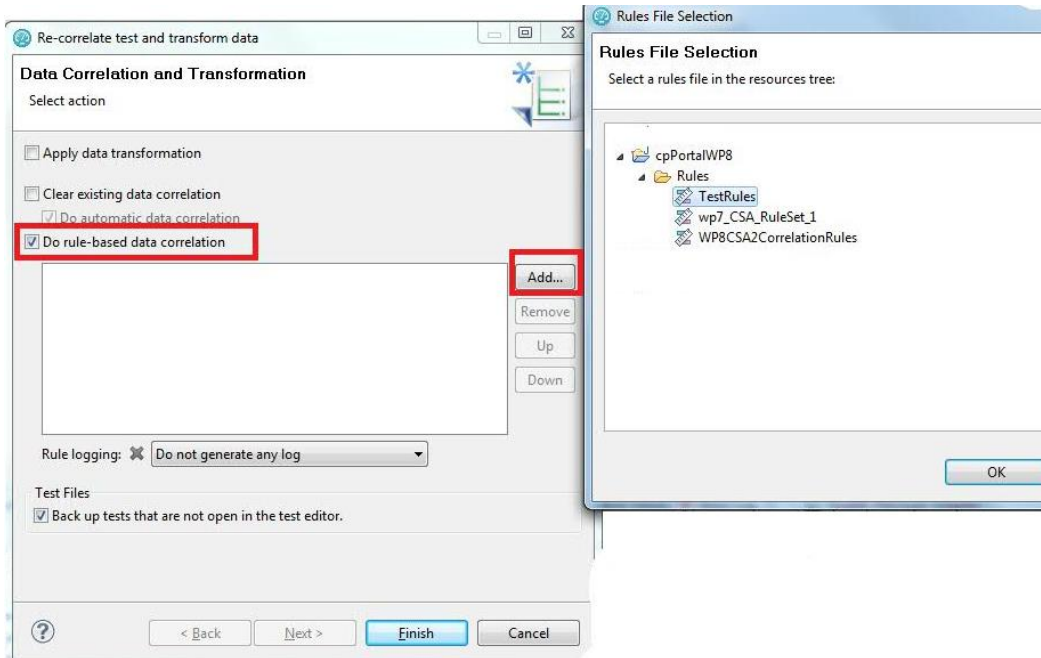 Re-correlate test and transform data
Data Correlation and Transformation
Select action
Apply data transformation
Clear existing data correlation
Do automatic data correlation
Do rule-based data correlation
Add...
Remove
Up
Down
Rule logging:
Do not generate any log
Test Files
Back up tests that are not open in the test editor.
?
< Back
Next >
Finish
Cancel
Rules File Selection
Rules File Selection
Select a rules file in the resources tree:
cpPortalWP8
Rules
TestRules
wp7_CSA_RuleSet_1
WP8CSA2CorrelationRules
OK